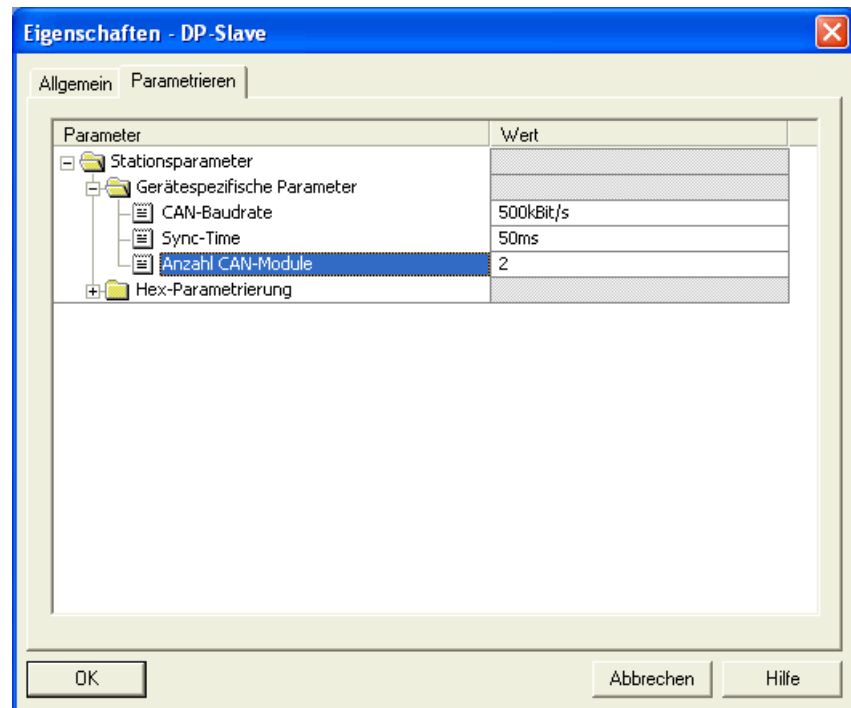 Eigenschaften - DP-Slave
Allgemein Parametrieren
Parameter Wert
Stationsparameter
Gerätespezifische Parameter
CAN-Baudrate 500kBit/s
Sync-Time 50ms
Anzahl CAN-Module 2
Hex-Parametrierung
OK Abbrechen Hilfe